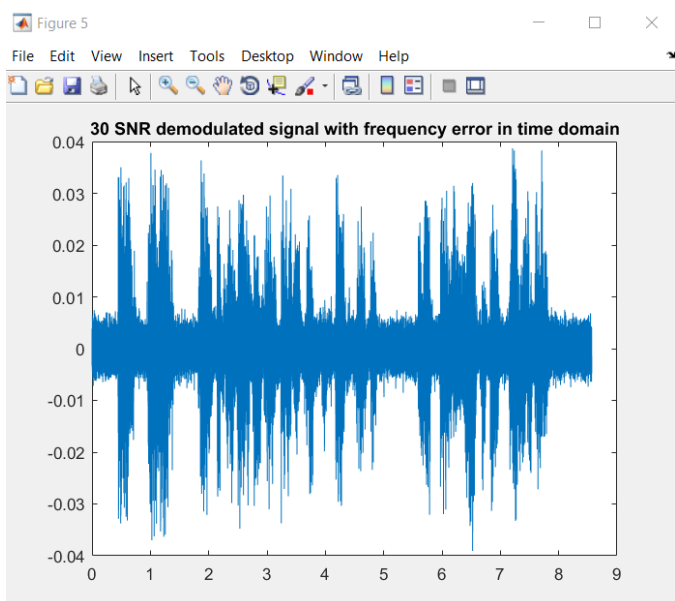 Figure 5
File Edit View Insert Tools Desktop Window Help
30 SNR demodulated signal with frequency error in time domain
0.04
0.03
0.02
0.01
0
-0.01
-0.02
-0.03
-0.04
0 1 2 3 4 5 6 7 8 9